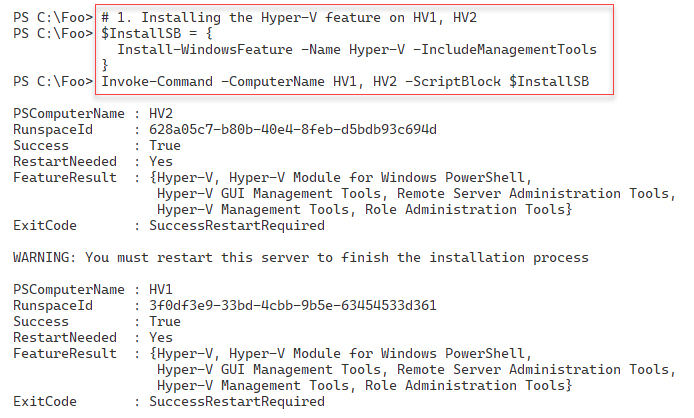 PS C:\Foo> # 1. Installing the Hyper-V feature on HV1, HV2
PS C:\Foo> $InstallSB = {
  Install-WindowsFeature -Name Hyper-V -IncludeManagementTools
}
PS C:\Foo> Invoke-Command -ComputerName HV1, HV2 -ScriptBlock $InstallSB

PSComputerName : HV2
RunspaceId     : 628a05c7-b80b-40e4-8feb-d5bdb93c694d
Success        : True
RestartNeeded  : Yes
FeatureResult  : {Hyper-V, Hyper-V Module for Windows PowerShell,
                  Hyper-V GUI Management Tools, Remote Server Administration Tools,
                  Hyper-V Management Tools, Role Administration Tools}
ExitCode       : SuccessRestartRequired

WARNING: You must restart this server to finish the installation process

PSComputerName : HV1
RunspaceId     : 3f0df3e9-33bd-4cbb-9b5e-63454533d361
Success        : True
RestartNeeded  : Yes
FeatureResult  : {Hyper-V, Hyper-V Module for Windows PowerShell,
                  Hyper-V GUI Management Tools, Remote Server Administration Tools,
                  Hyper-V Management Tools, Role Administration Tools}
ExitCode       : SuccessRestartRequired